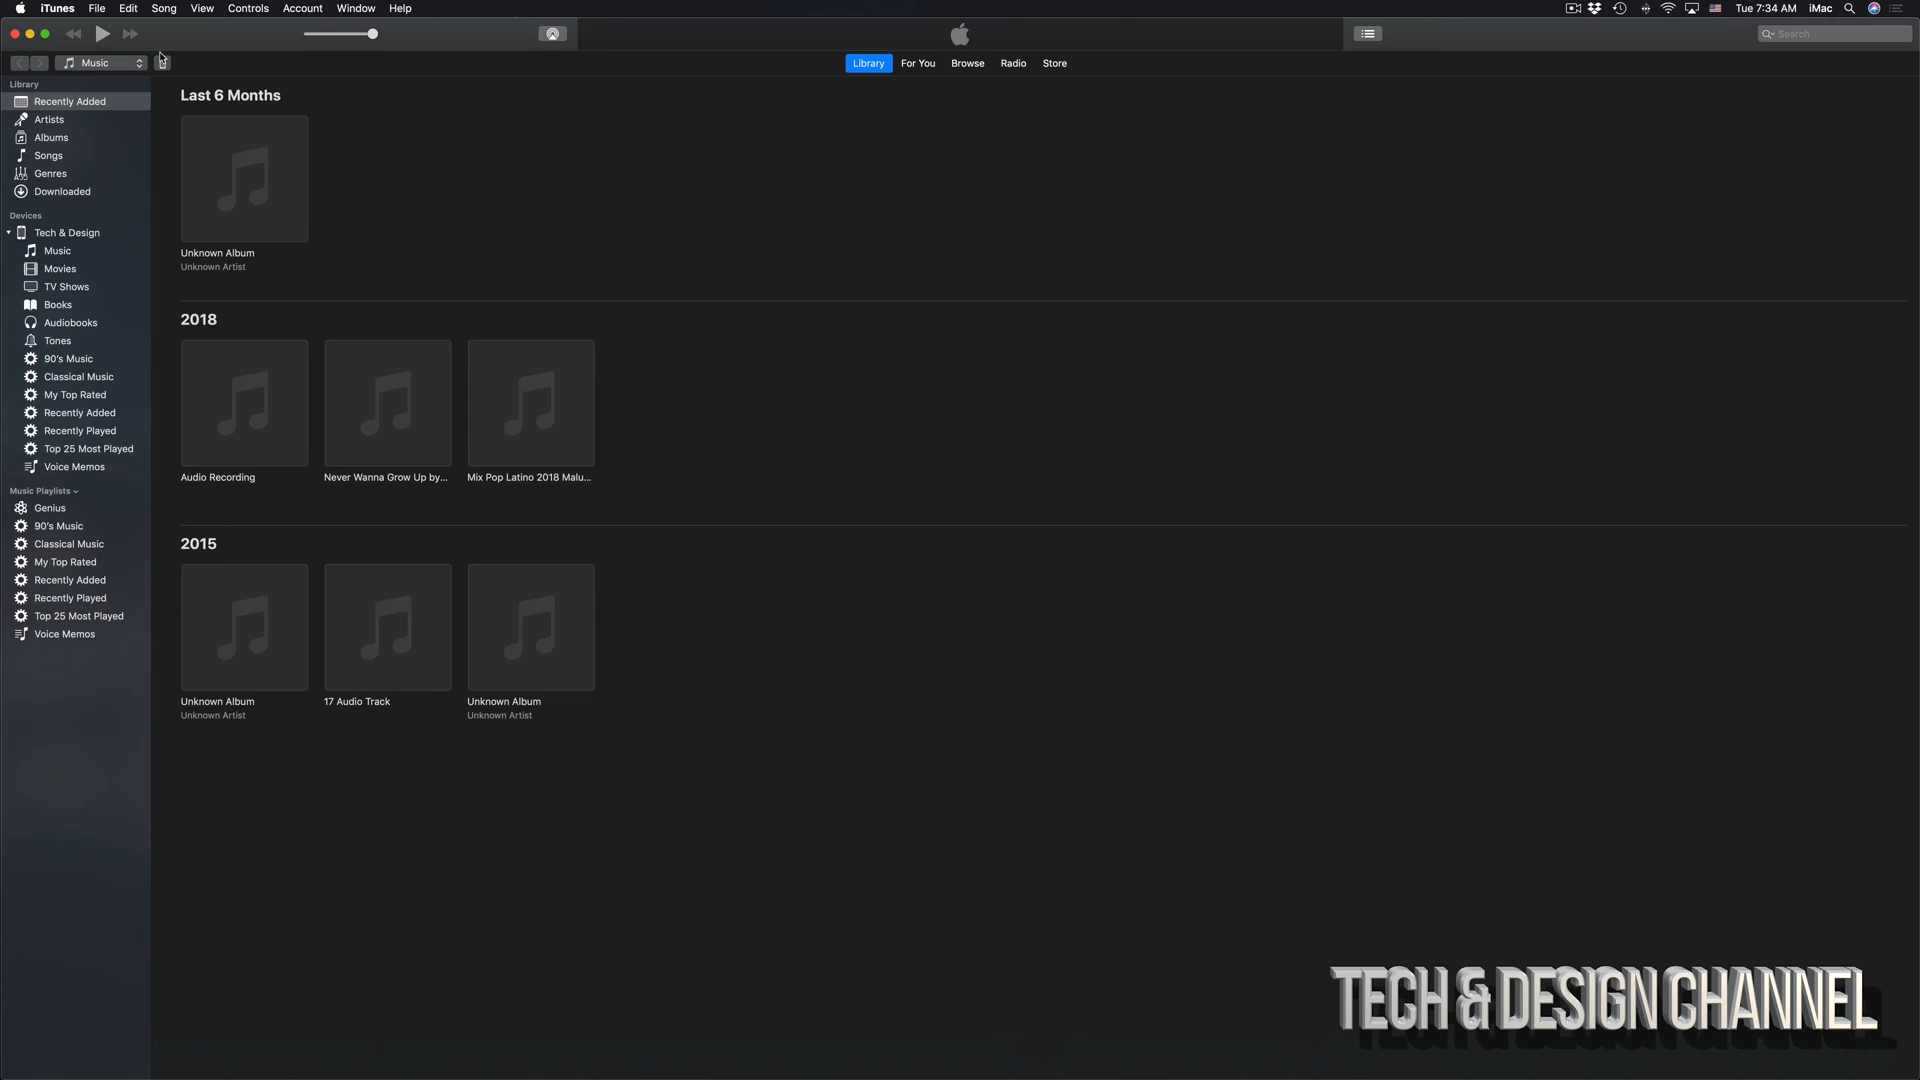 iTunes File Edit Song View Controls Account Window Help
Tue 7:34 AM iMac
Search
Music
Library For You Browse Radio Store
Library
Recently Added
Artists
Albums
Songs
Genres
Downloaded
Devices
Tech & Design
Music
Movies
TV Shows
Books
Audiobooks
Tones
90's Music
Classical Music
My Top Rated
Recently Added
Recently Played
Top 25 Most Played
Voice Memos
Music Playlists
Genius
90's Music
Classical Music
My Top Rated
Recently Added
Recently Played
Top 25 Most Played
Voice Memos
Last 6 Months
Unknown Album
Unknown Artist
2018
Audio Recording
Never Wanna Grow Up by...
Mix Pop Latino 2018 Malu...
2015
Unknown Album
Unknown Artist
17 Audio Track
Unknown Album
Unknown Artist
TECH & DESIGN CHANNEL